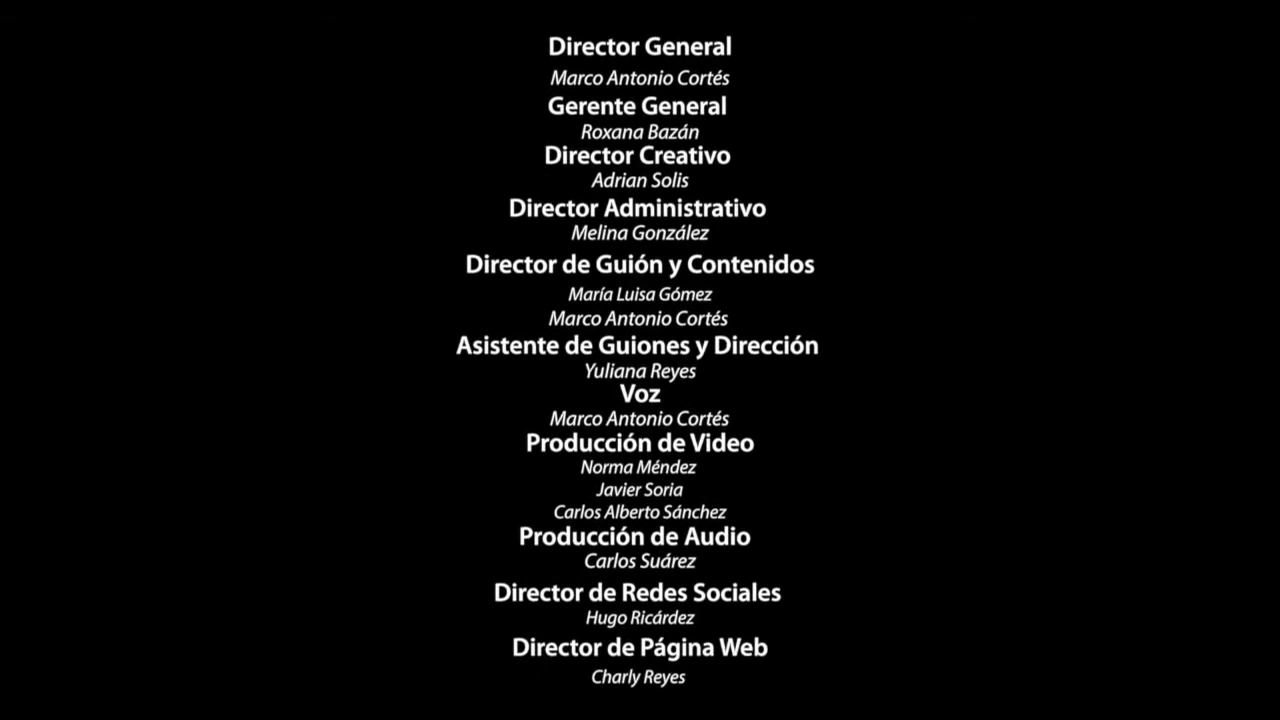 Director General
Marco Antonio Cortés
Gerente General
Roxana Bazán
Director Creativo
Adrian Solis
Director Administrativo
Melina González
Director de Guión y Contenidos
María Luisa Gómez
Marco Antonio Cortés
Asistente de Guiones y Dirección
Yuliana Reyes
Voz
Marco Antonio Cortés
Producción de Video
Norma Méndez
Javier Soria
Carlos Alberto Sánchez
Producción de Audio
Carlos Suárez
Director de Redes Sociales
Hugo Ricárdez
Director de Página Web
Charly Reyes